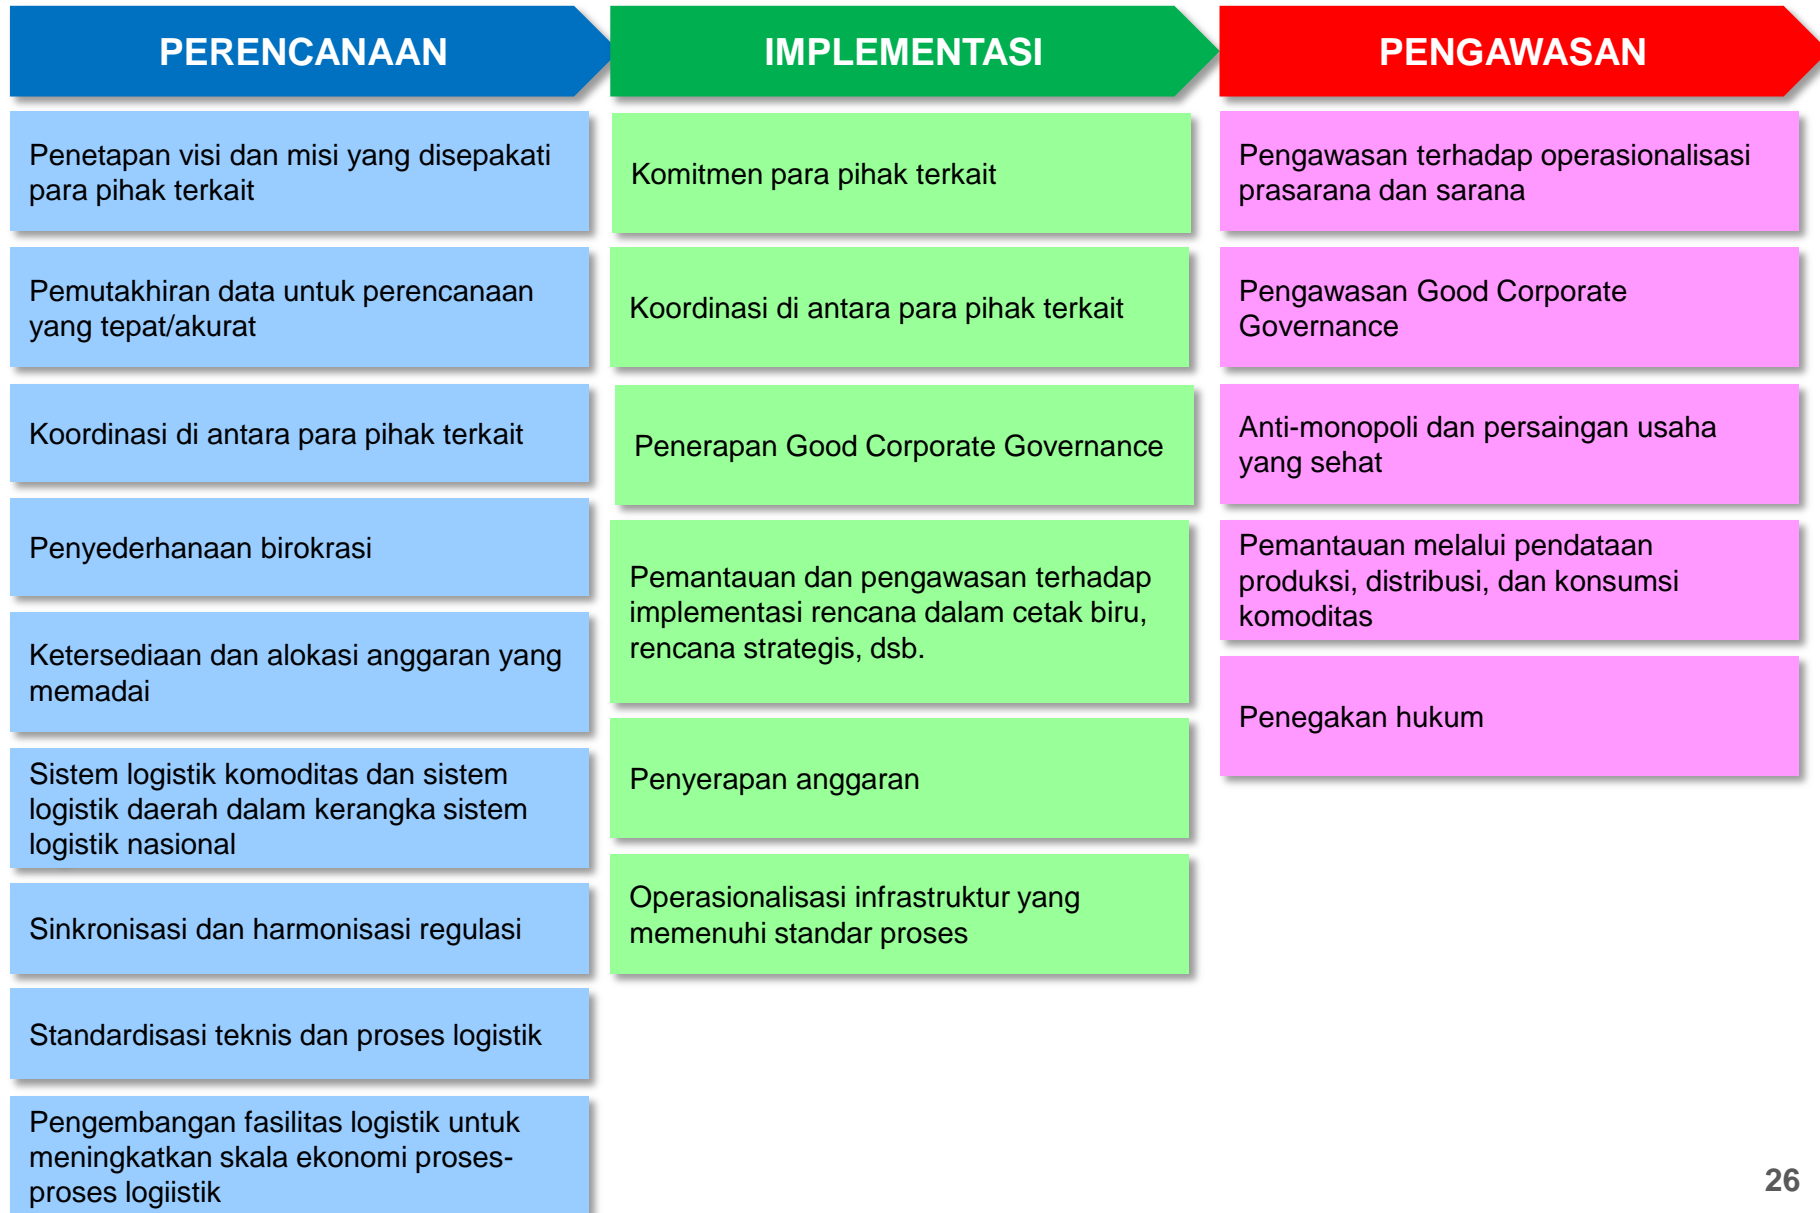 PERENCANAAN
Penetapan visi dan misi yang disepakati
para pihak terkait
Pemutakhiran data untuk perencanaan
yang tepat/akurat
Koordinasi di antara para pihak terkait
Penyederhanaan birokrasi
Ketersediaan dan alokasi anggaran yang
memadai
Sistem logistik komoditas dan sistem
logistik daerah dalam kerangka sistem
logistik nasional
Sinkronisasi dan harmonisasi regulasi
Standardisasi teknis dan proses logistik
Pengembangan fasilitas logistik untuk
meningkatkan skala ekonomi proses-
proses logiistik
IMPLEMENTASI
Komitmen para pihak terkait
Koordinasi di antara para pihak terkait
Penerapan Good Corporate Governance
Pemantauan dan pengawasan terhadap
implementasi rencana dalam cetak biru,
rencana strategis, dsb.
Penyerapan anggaran
Operasionalisasi infrastruktur yang
memenuhi standar proses
PENGAWASAN
Pengawasan terhadap operasionalisasi
prasarana dan sarana
Pengawasan Good Corporate
Governance
Anti-monopoli dan persaingan usaha
yang sehat
Pemantauan melalui pendataan
produksi, distribusi, dan konsumsi
komoditas
Penegakan hukum
26